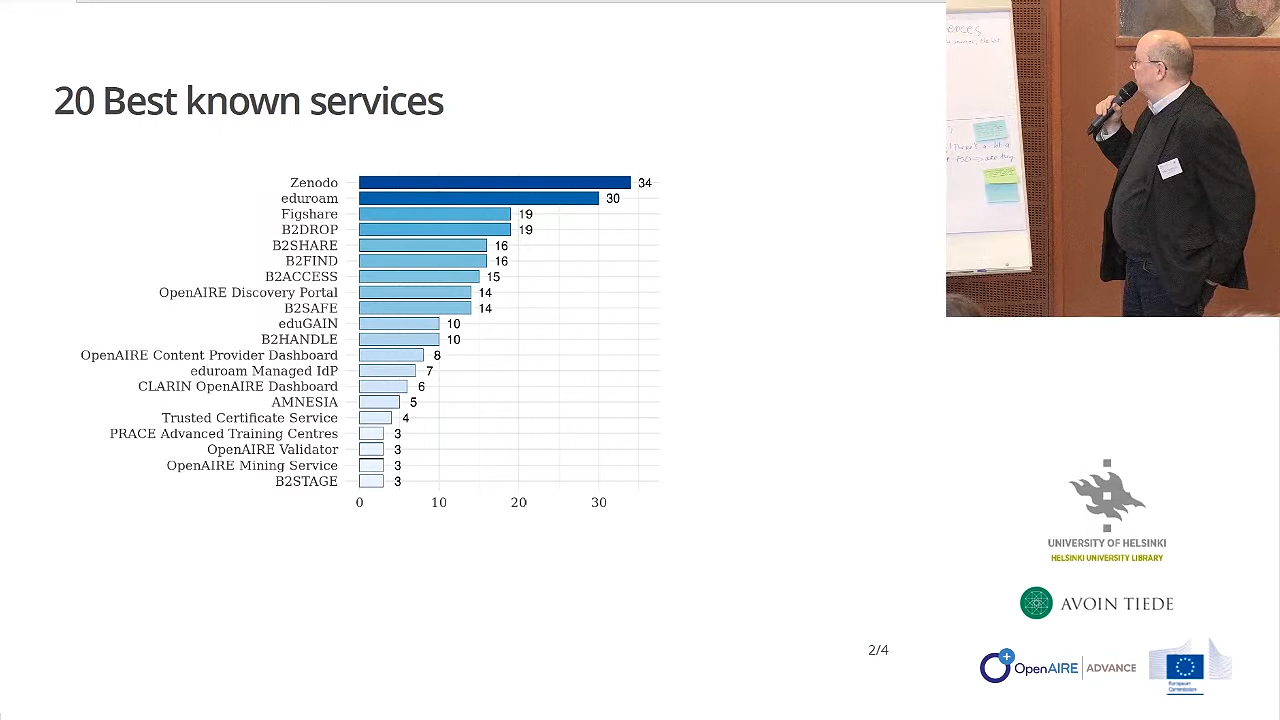 20 Best known services
Zenodo 34
eduroam 30
Figshare 19
B2DROP 19
B2SHARE 16
B2FIND 16
B2ACCESS 15
OpenAIRE Discovery Portal 14
B2SAFE 14
eduGAIN 10
B2HANDLE 10
OpenAIRE Content Provider Dashboard 8
eduroam Managed IdP 7
CLARIN OpenAIRE Dashboard 6
AMNESIA 5
Trusted Certificate Service 4
PRACE Advanced Training Centres 3
OpenAIRE Validator 3
OpenAIRE Mining Service 3
B2STAGE 3
0 10 20 30
2/4
UNIVERSITY OF HELSINKI
HELSINKI UNIVERSITY LIBRARY
AVOIN TIEDE
OpenAIRE ADVANCE
European
Commission